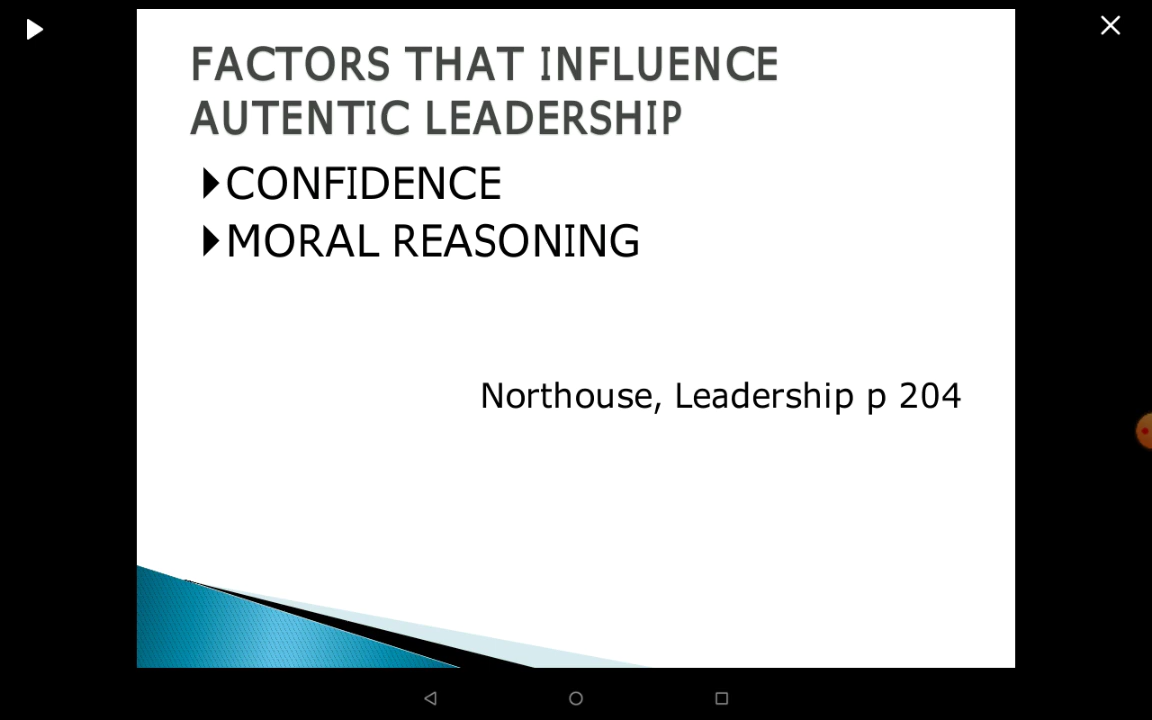 FACTORS THAT INFLUENCE
AUTENTIC LEADERSHIP
CONFIDENCE
MORAL REASONING
Northouse, Leadership p 204